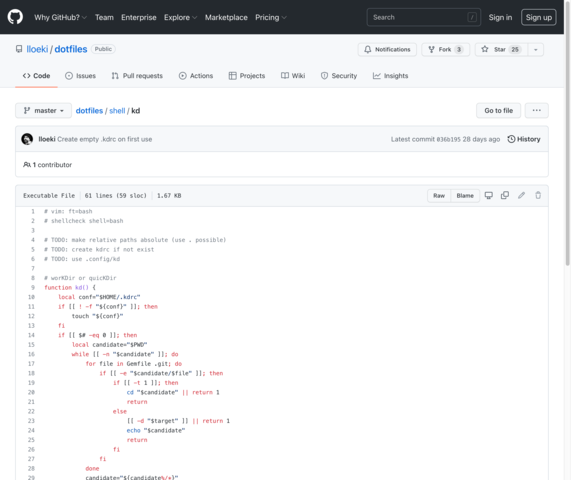 Why GitHub? Team Enterprise Explore Marketplace Pricing Search / Sign in Sign up
lloeki / dotfiles Public Notifications Fork 3 Star 25
Code Issues Pull requests Actions Projects Wiki Security Insights
master dotfiles / shell / kd Go to file ...
lloeki Create empty .kdrc on first use Latest commit 036b195 28 days ago History
1 contributor
Executable File 61 lines (59 sloc) 1.67 KB Raw Blame
1 # vim: ft=bash
2 # shellcheck shell=bash
3
4 # TODO: make relative paths absolute (use . possible)
5 # TODO: create kdrc if not exist
6 # TODO: use .config/kd
7
8 # worKDir or quicKDir
9 function kd() {
10 local conf="$HOME/.kdrc"
11 if [[ ! -f "${conf}" ]]; then
12 touch "${conf}"
13 fi
14 if [[ $# -eq 0 ]]; then
15 local candidate="$PWD"
16 while [[ -n "$candidate" ]]; do
17 for file in Gemfile .git; do
18 if [[ -e "$candidate/$file" ]]; then
19 if [[ -t 1 ]]; then
20 cd "$candidate" || return 1
21 return
22 else
23 [[ -d "$target" ]] || return 1
24 echo "$candidate"
25 return
26 fi
27 fi
28 done
29 candidate="${candidate%/*}"